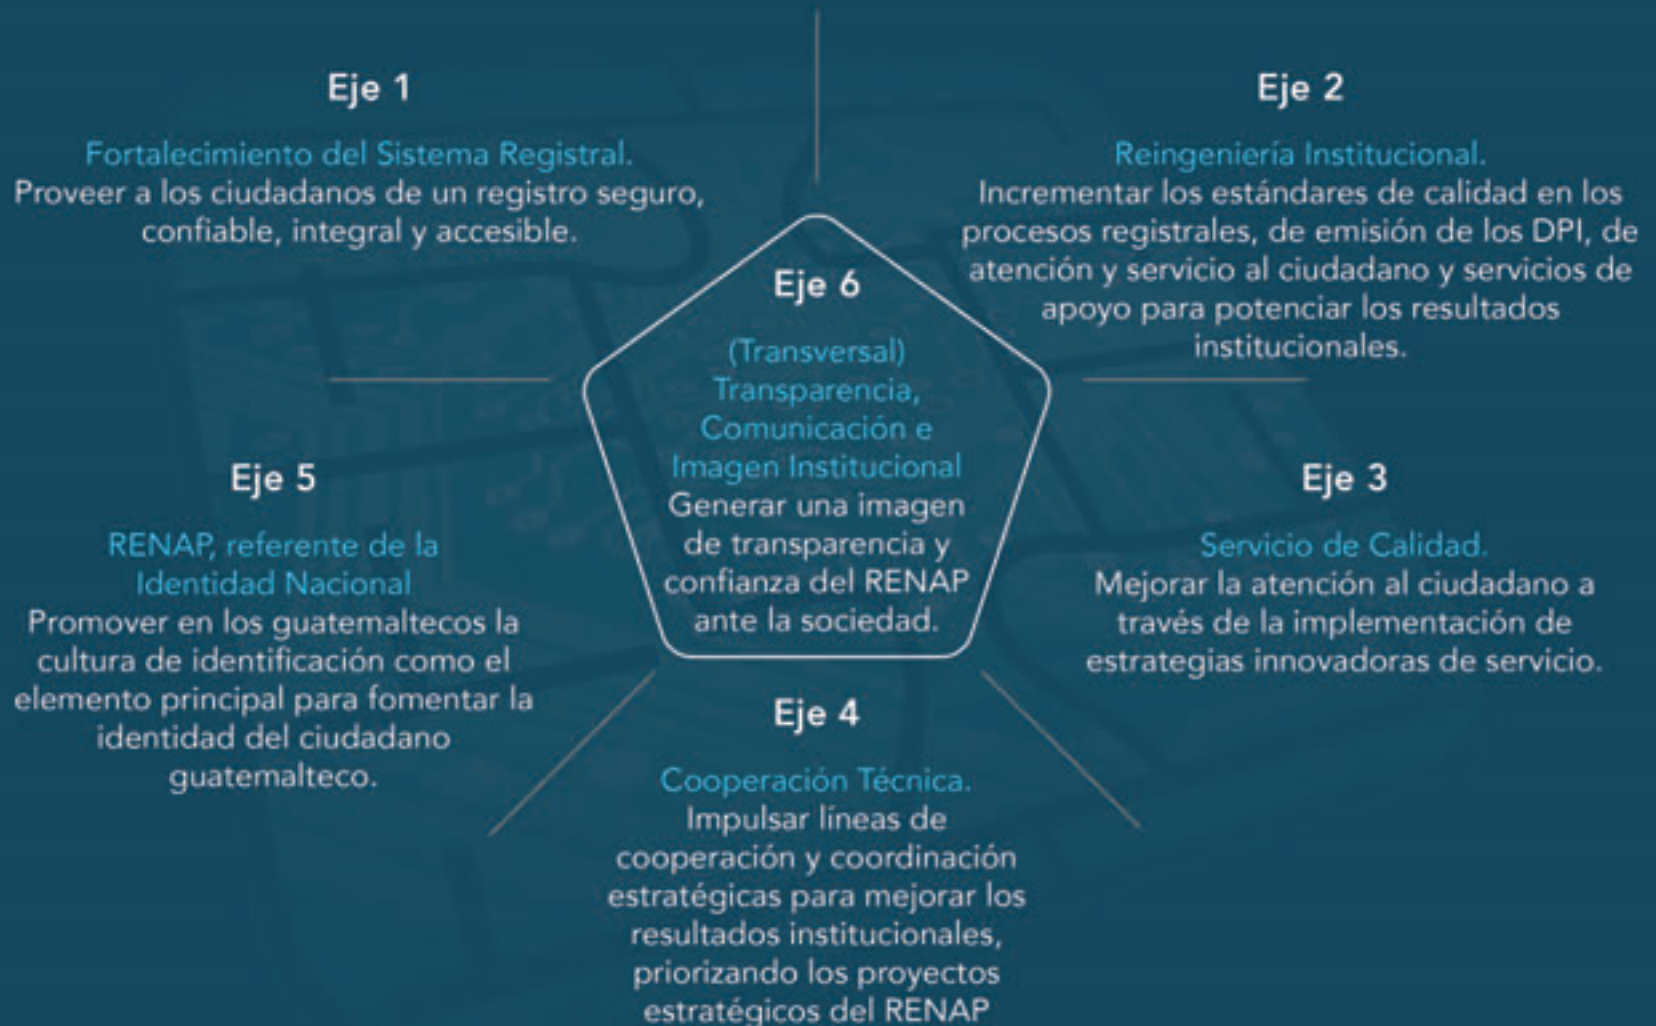 Eje 1
Fortalecimiento del Sistema Registral.
Proveer a los ciudadanos de un registro seguro,
confiable, integral y accesible.
Eje 2
Reingeniería Institucional.
Incrementar los estándares de calidad en los
procesos registrales, de emisión de los DPI, de
atención y servicio al ciudadano y servicios de
apoyo para potenciar los resultados
institucionales.
Eje 6
(Transversal)
Transparencia,
Comunicación e
Imagen Institucional
Generar una imagen
de transparencia y
confianza del RENAP
ante la sociedad.
Eje 5
RENAP, referente de la
Identidad Nacional
Promover en los guatemaltecos la
cultura de identificación como el
elemento principal para fomentar la
identidad del ciudadano
guatemalteco.
Eje 3
Servicio de Calidad.
Mejorar la atención al ciudadano a
través de la implementación de
estrategias innovadoras de servicio.
Eje 4
Cooperación Técnica.
Impulsar líneas de
cooperación y coordinación
estratégicas para mejorar los
resultados institucionales,
priorizando los proyectos
estratégicos del RENAP